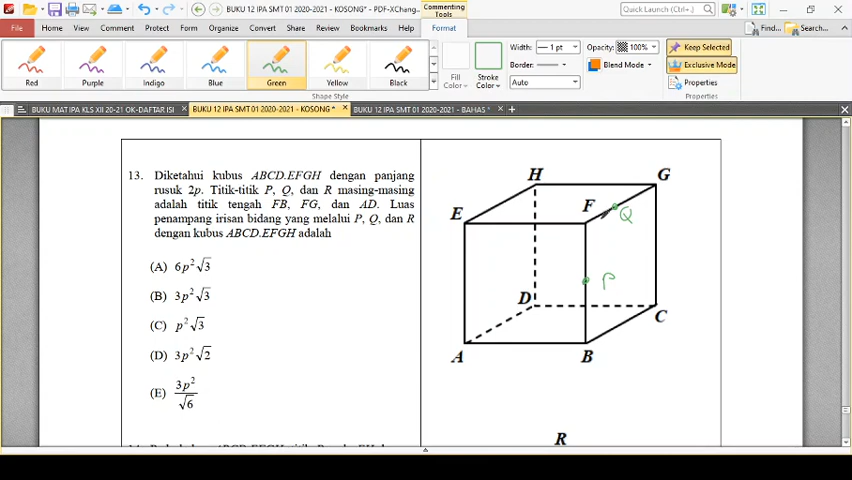 BUKU 12 IPA SMT 01 2020-2021 - KOSONG* - PDF-XChang
Commenting Tools
Quick Launch (Ctrl+.)
File Home View Comment Protect Form Organize Convert Share Review Bookmarks Help Format
Find... Search...
Red Purple Indigo Blue Green Yellow Black
Fill Color Stroke Color
Width: 1 pt Opacity: 100% Keep Selected
Border: Blend Mode Exclusive Mode
Auto Properties
Shape Style Properties
BUKU MAT IPA KLS XII 20-21 OK-DAFTAR ISI × BUKU 12 IPA SMT 01 2020-2021 - KOSONG * × BUKU 12 IPA SMT 01 2020-2021 - BAHAS * ×
13. Diketahui kubus ABCD.EFGH dengan panjang
rusuk 2p. Titik-titik P, Q, dan R masing-masing
adalah titik tengah FB, FG, dan AD. Luas
penampang irisan bidang yang melalui P, Q, dan R
dengan kubus ABCD.EFGH adalah
(A) 6p²√3
(B) 3p²√3
(C) p²√3
(D) 3p²√2
(E) 3p²/√6
H G
E F Q
P
D C
A B
R